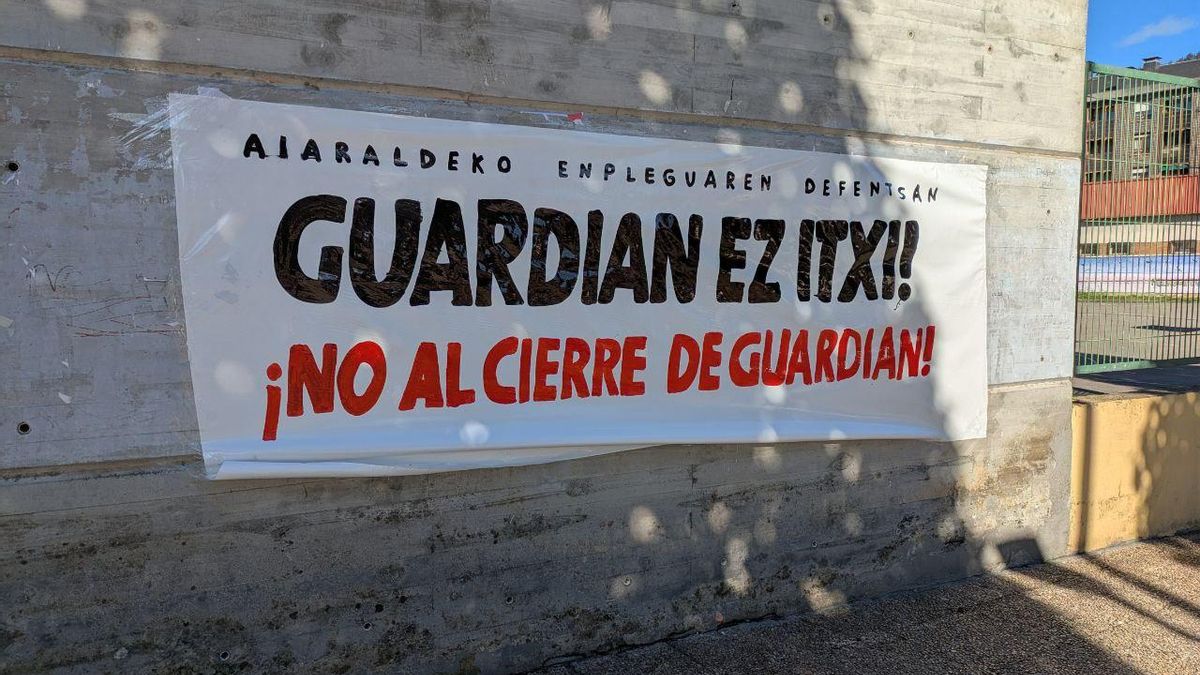 AIARALDEKO ENPLEGUAREN DEFENTSAN
GUARDIAN EZ ITXI!!
¡NO AL CIERRE DE GUARDIAN!